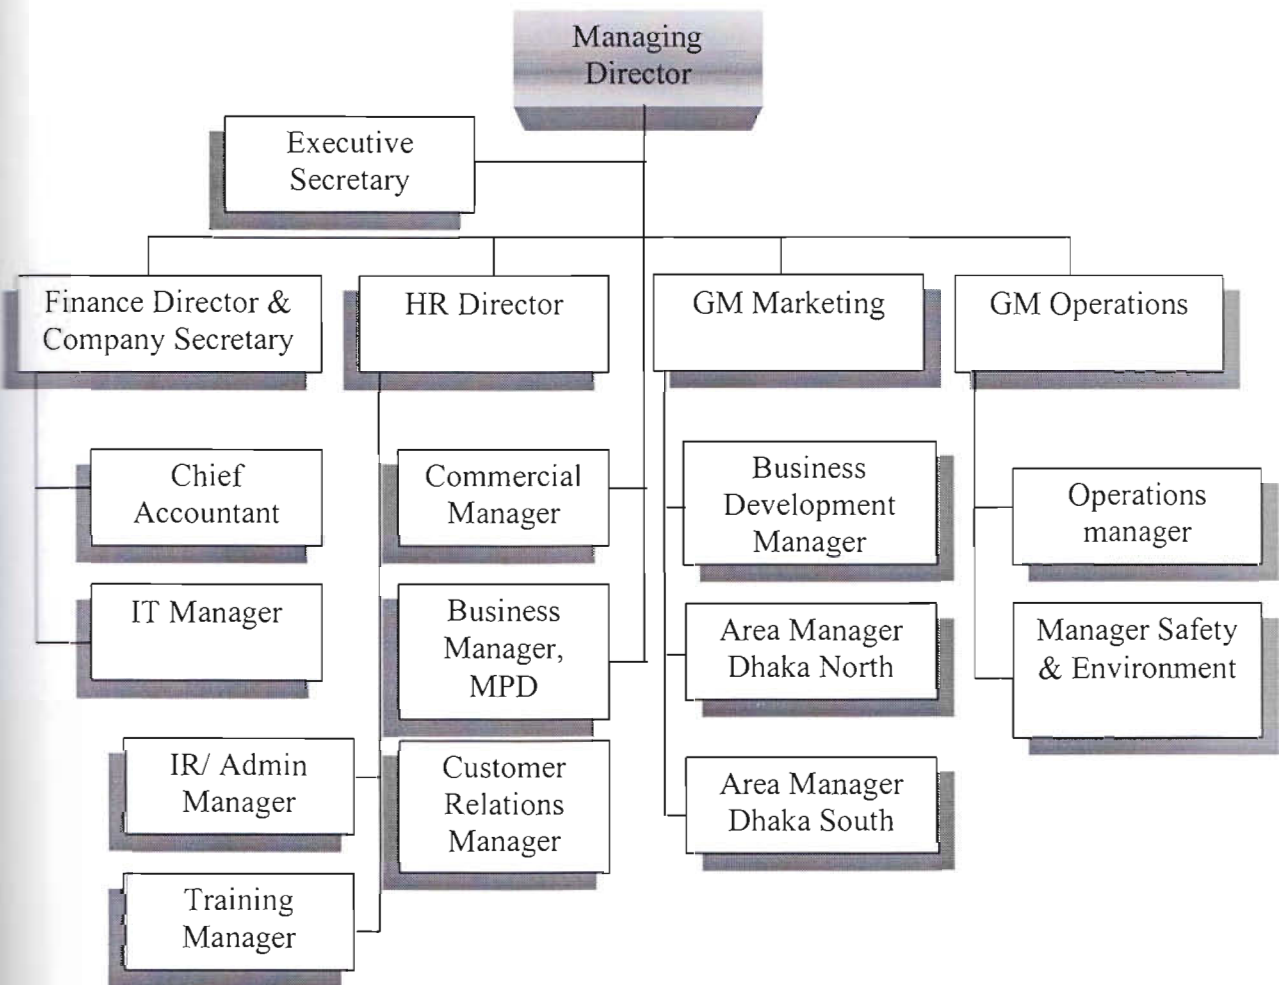 Managing
Director
Executive
Secretary
Finance Director &
Company Secretary
HR Director
GM Marketing
GM Operations
Chief
Accountant
Commercial
Manager
Business
Development
Manager
Operations
manager
IT Manager
Business
Manager,
MPD
Area Manager
Dhaka North
Manager Safety
& Environment
IR/ Admin
Manager
Customer
Relations
Manager
Area Manager
Dhaka South
Training
Manager